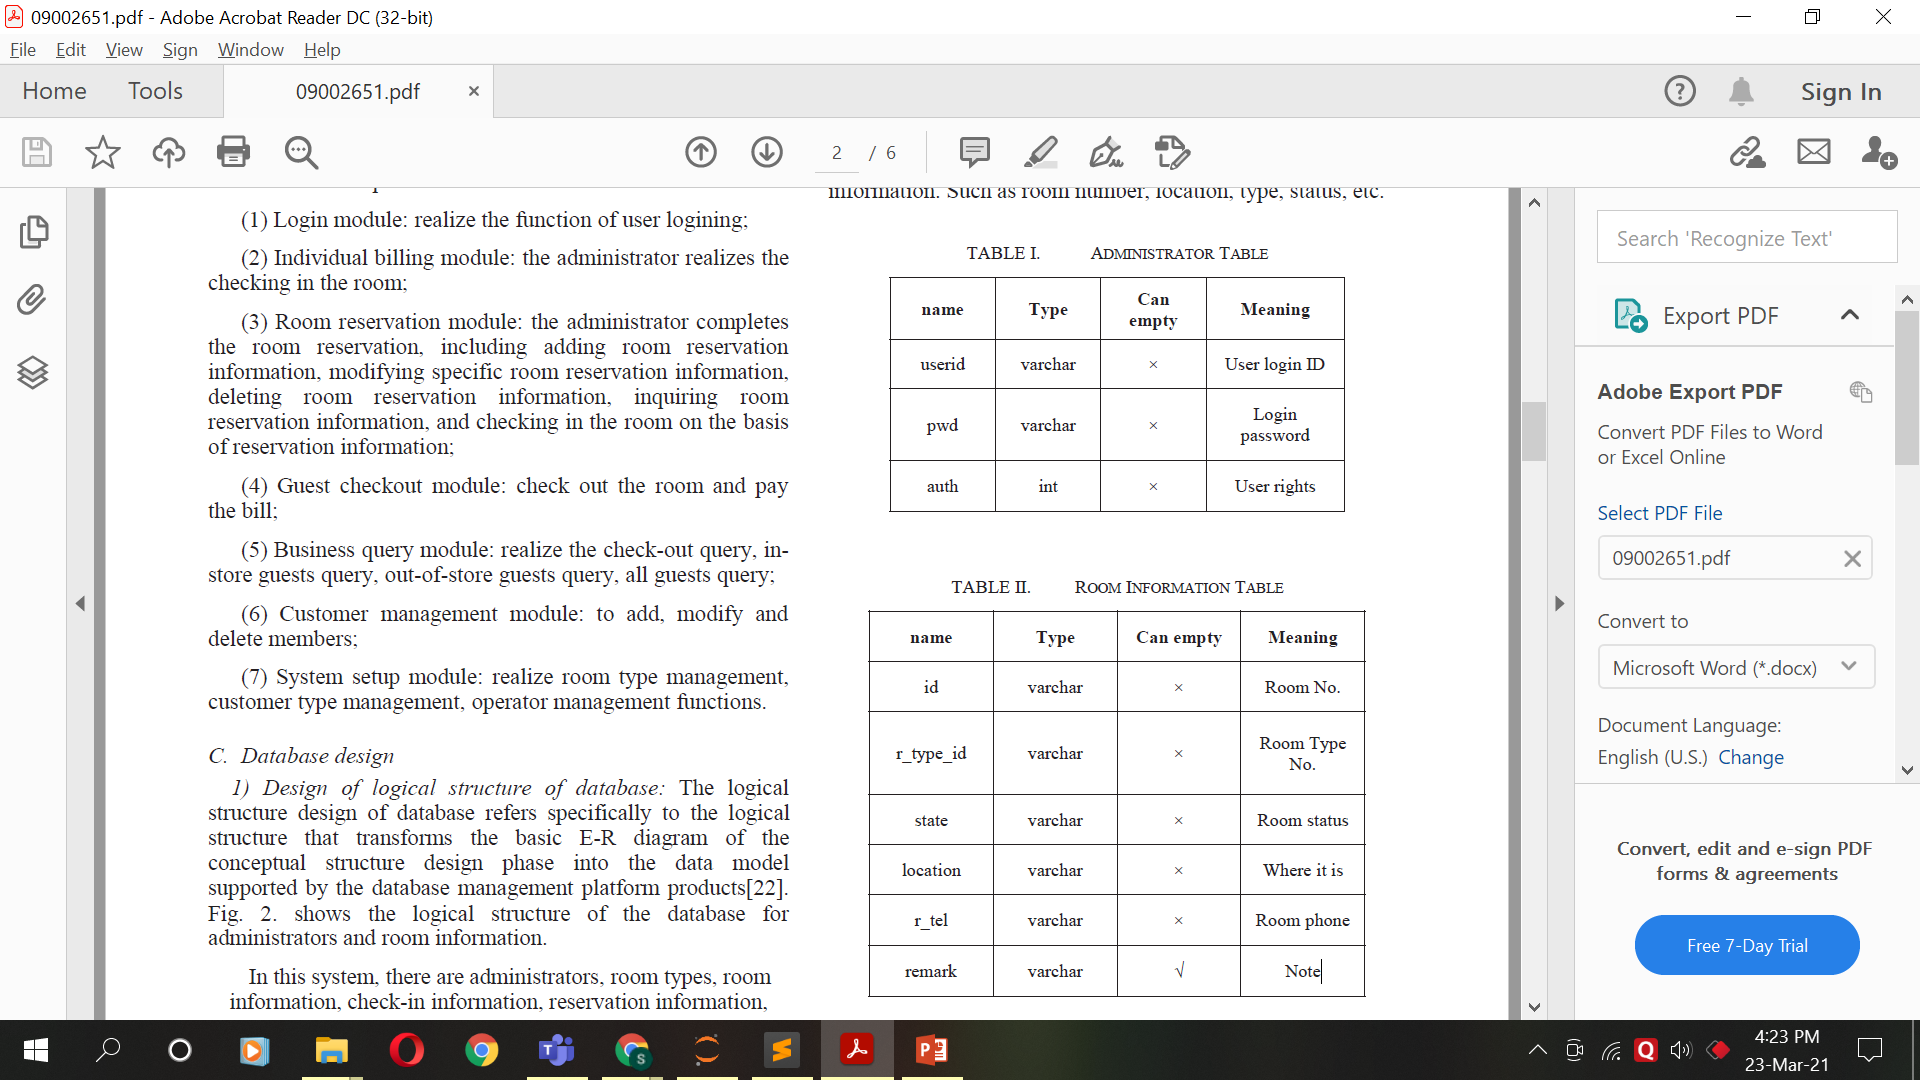 09002651.pdf - Adobe Acrobat Reader DC (32-bit)
File Edit View Sign Window Help
Home Tools 09002651.pdf × Sign In
2 / 6
information. Such as room number, location, type, status, etc.
(1) Login module: realize the function of user logining;
(2) Individual billing module: the administrator realizes the
checking in the room;
(3) Room reservation module: the administrator completes
the room reservation, including adding room reservation
information, modifying specific room reservation information,
deleting room reservation information, inquiring room
reservation information, and checking in the room on the basis
of reservation information;
(4) Guest checkout module: check out the room and pay
the bill;
(5) Business query module: realize the check-out query, in-
store guests query, out-of-store guests query, all guests query;
(6) Customer management module: to add, modify and
delete members;
(7) System setup module: realize room type management,
customer type management, operator management functions.
C. Database design
1) Design of logical structure of database: The logical
structure design of database refers specifically to the logical
structure that transforms the basic E-R diagram of the
conceptual structure design phase into the data model
supported by the database management platform products[22].
Fig. 2. shows the logical structure of the database for
administrators and room information.
In this system, there are administrators, room types, room
information, check-in information, reservation information,
TABLE I. ADMINISTRATOR TABLE
name Type Can empty Meaning
userid varchar × User login ID
pwd varchar × Login password
auth int × User rights
TABLE II. ROOM INFORMATION TABLE
name Type Can empty Meaning
id varchar × Room No.
r_type_id varchar × Room Type No.
state varchar × Room status
location varchar × Where it is
r_tel varchar × Room phone
remark varchar √ Note
Search 'Recognize Text'
Export PDF
Adobe Export PDF
Convert PDF Files to Word
or Excel Online
Select PDF File
09002651.pdf
Convert to
Microsoft Word (*.docx)
Document Language:
English (U.S.) Change
Convert, edit and e-sign PDF
forms & agreements
Free 7-Day Trial
4:23 PM
23-Mar-21